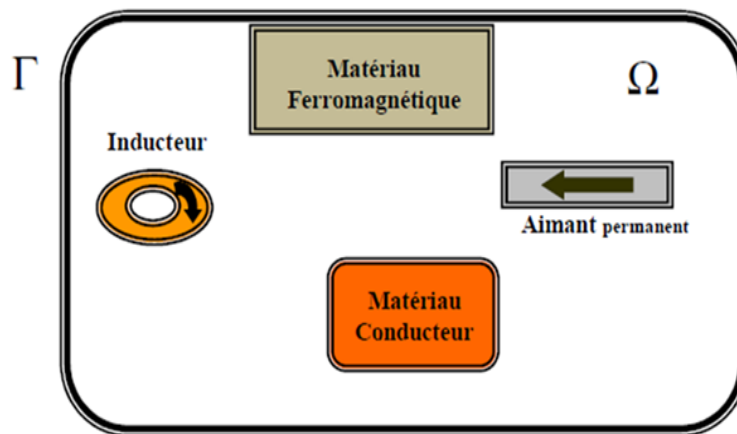 Γ
Matériau
Ferromagnétique
Ω
Inducteur
Aimant permanent
Matériau
Conducteur